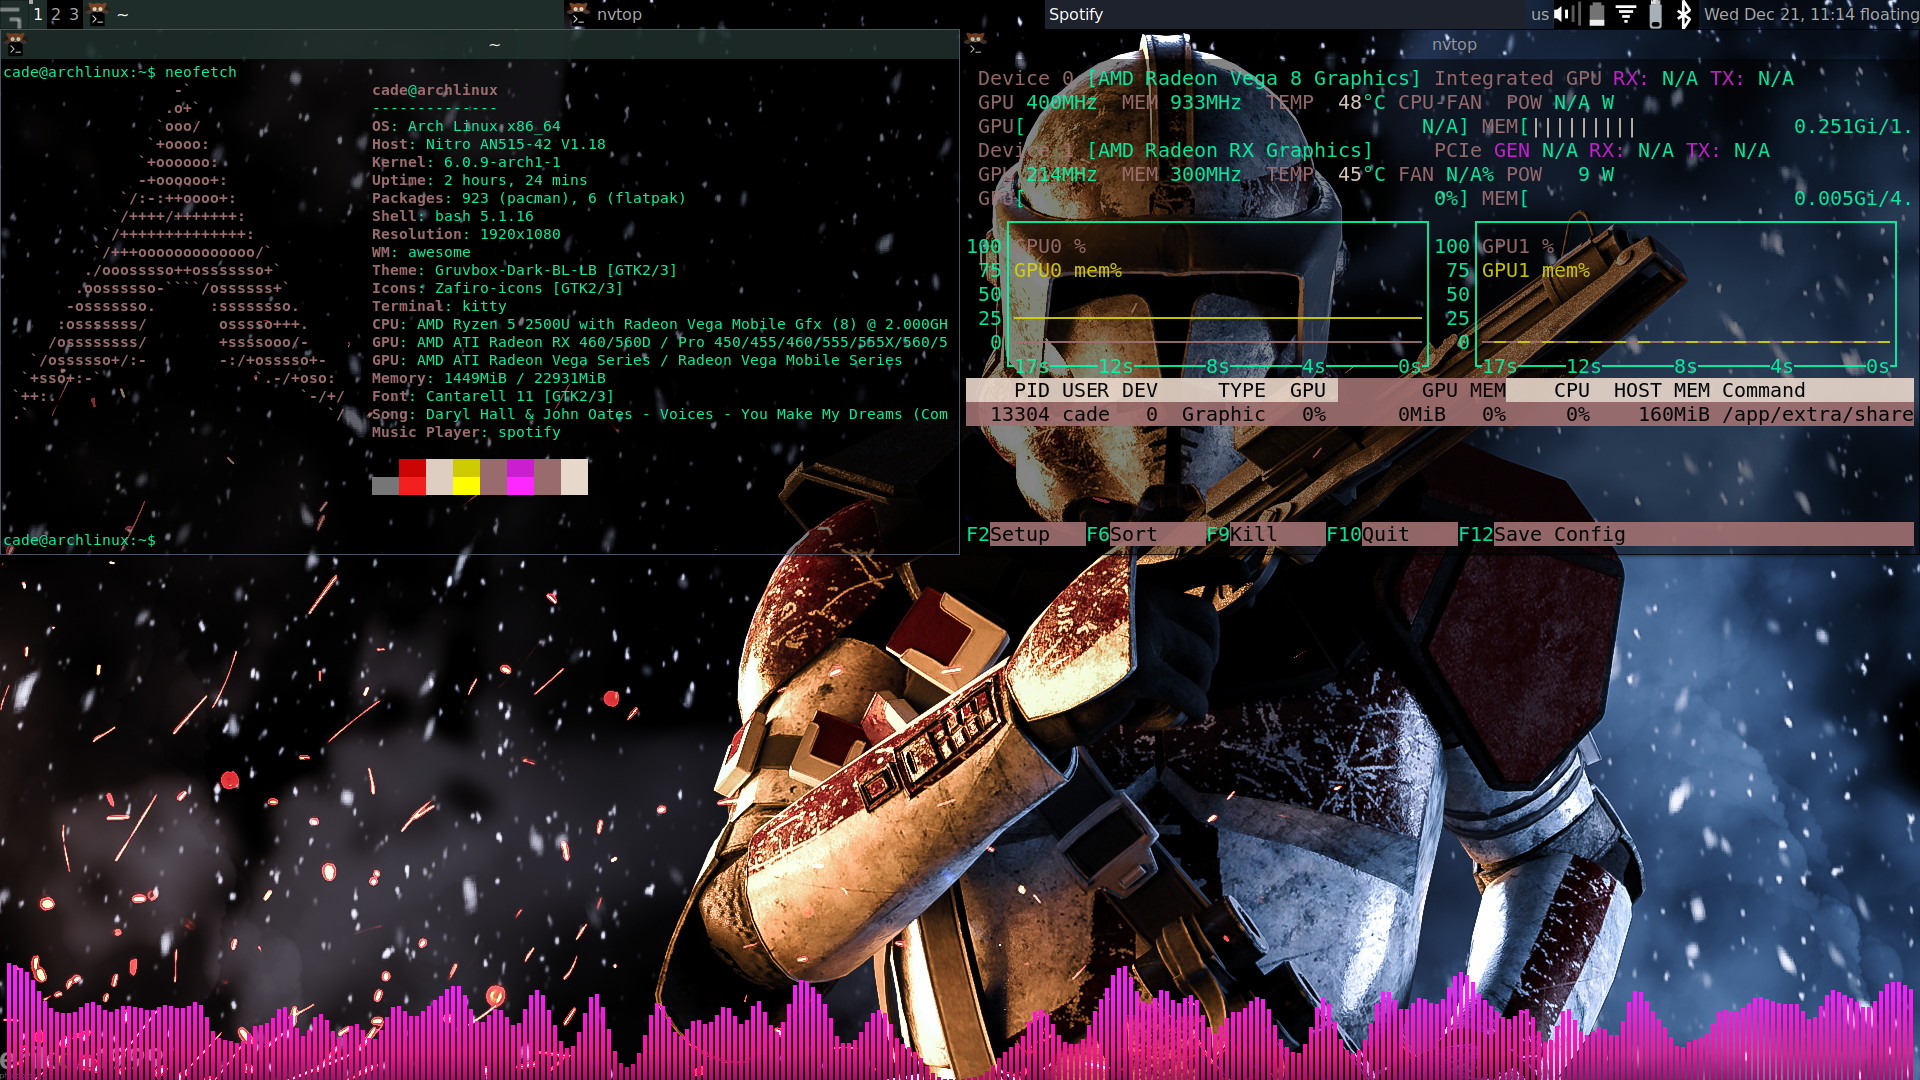 1 2 3 ~ nvtop Spotify us Wed Dec 21, 11:14 floating
~
cade@archlinux:~$ neofetch
cade@archlinux
--------------
OS: Arch Linux x86_64
Host: Nitro AN515-42 V1.18
Kernel: 6.0.9-arch1-1
Uptime: 2 hours, 24 mins
Packages: 923 (pacman), 6 (flatpak)
Shell: bash 5.1.16
Resolution: 1920x1080
WM: awesome
Theme: Gruvbox-Dark-BL-LB [GTK2/3]
Icons: Zafiro-icons [GTK2/3]
Terminal: kitty
CPU: AMD Ryzen 5 2500U with Radeon Vega Mobile Gfx (8) @ 2.000GH
GPU: AMD ATI Radeon RX 460/560D / Pro 450/455/460/555/555X/560/5
GPU: AMD ATI Radeon Vega Series / Radeon Vega Mobile Series
Memory: 1449MiB / 22931MiB
Font: Cantarell 11 [GTK2/3]
Song: Daryl Hall & John Oates - Voices - You Make My Dreams (Com
Music Player: spotify
cade@archlinux:~$
nvtop
Device 0 [AMD Radeon Vega 8 Graphics] Integrated GPU RX: N/A TX: N/A
GPU 400MHz MEM 933MHz TEMP 48°C CPU-FAN POW N/A W
GPU[ N/A] MEM[||||||||| 0.251Gi/1.
Device 1 [AMD Radeon RX Graphics] PCIe GEN N/A RX: N/A TX: N/A
GPU 214MHz MEM 300MHz TEMP 45°C FAN N/A% POW 9 W
GPU[ 0%] MEM[ 0.005Gi/4.
100 GPU0 % 100 GPU1 %
75 GPU0 mem% 75 GPU1 mem%
50 50
25 25
0 0
17s 12s 8s 4s 0s 17s 12s 8s 4s 0s
PID USER DEV TYPE GPU GPU MEM CPU HOST MEM Command
13304 cade 0 Graphic 0% 0MiB 0% 0% 160MiB /app/extra/share
F2Setup F6Sort F9Kill F10Quit F12Save Config